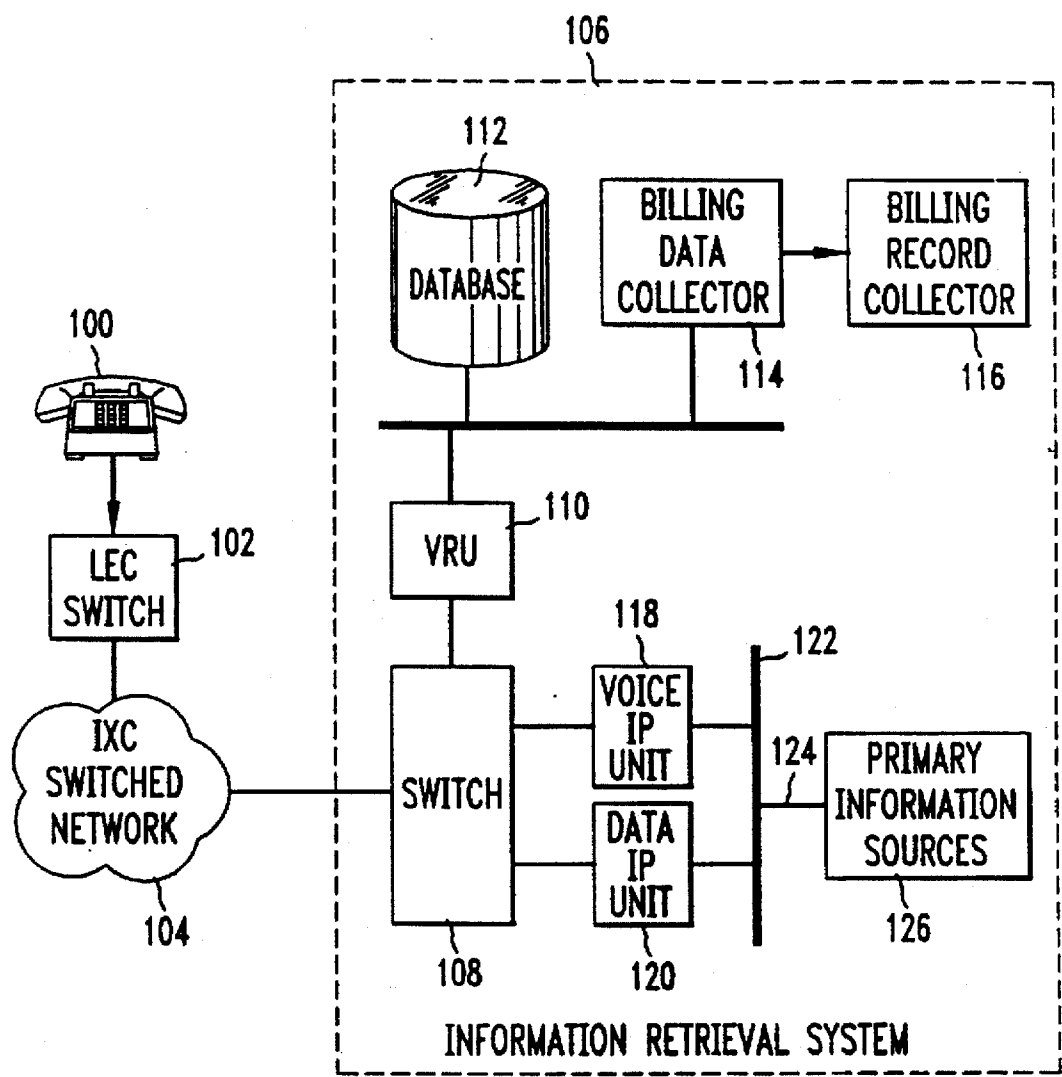 106
112
DATABASE
BILLING
DATA
COLLECTOR
114
BILLING
RECORD
COLLECTOR
116
100
LEC
SWITCH
102
VRU
110
IXC
SWITCHED
NETWORK
104
SWITCH
108
118
VOICE
IP
UNIT
DATA
IP
UNIT
120
122
124
PRIMARY
INFORMATION
SOURCES
126
INFORMATION RETRIEVAL SYSTEM